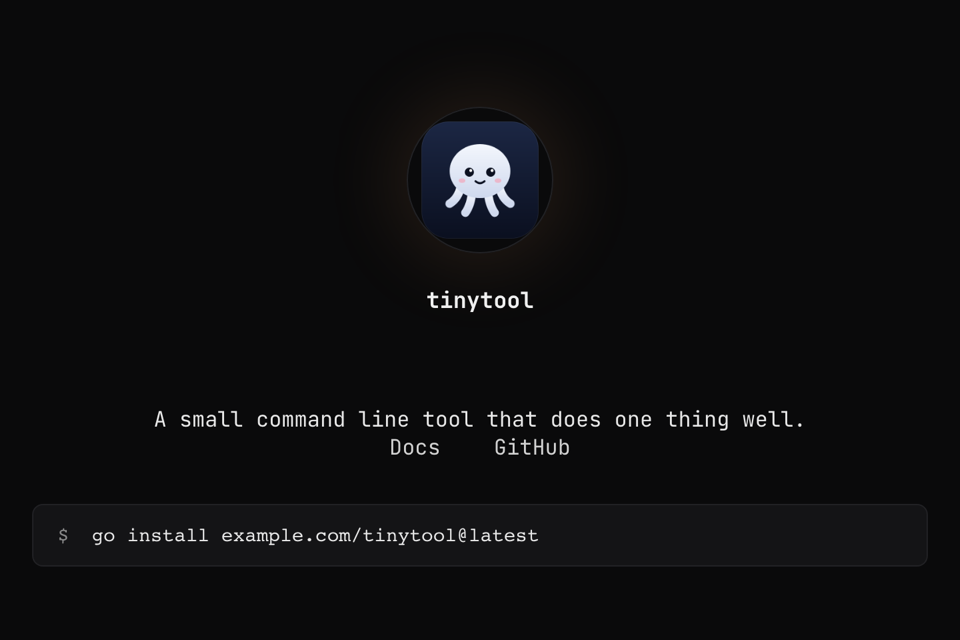 tinytool
A small command line tool that does one thing well.
Docs GitHub
$ go install example.com/tinytool@latest